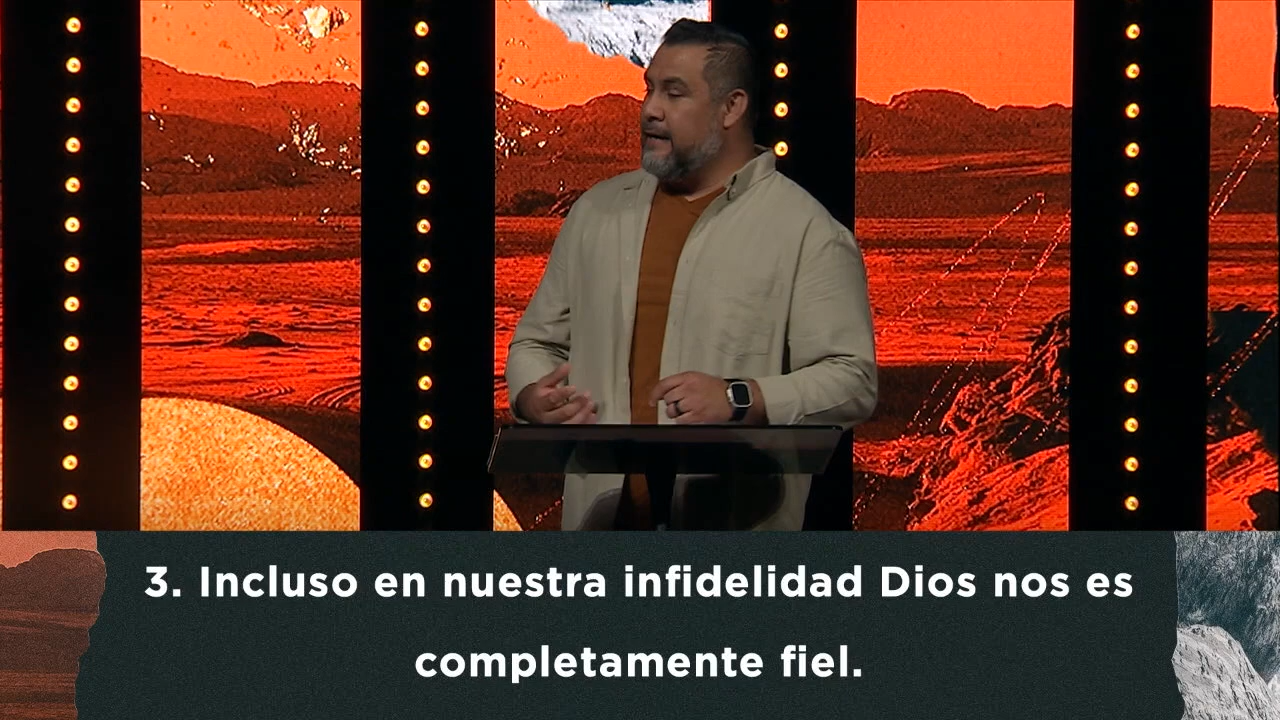 3. Incluso en nuestra infidelidad Dios nos es
completamente fiel.